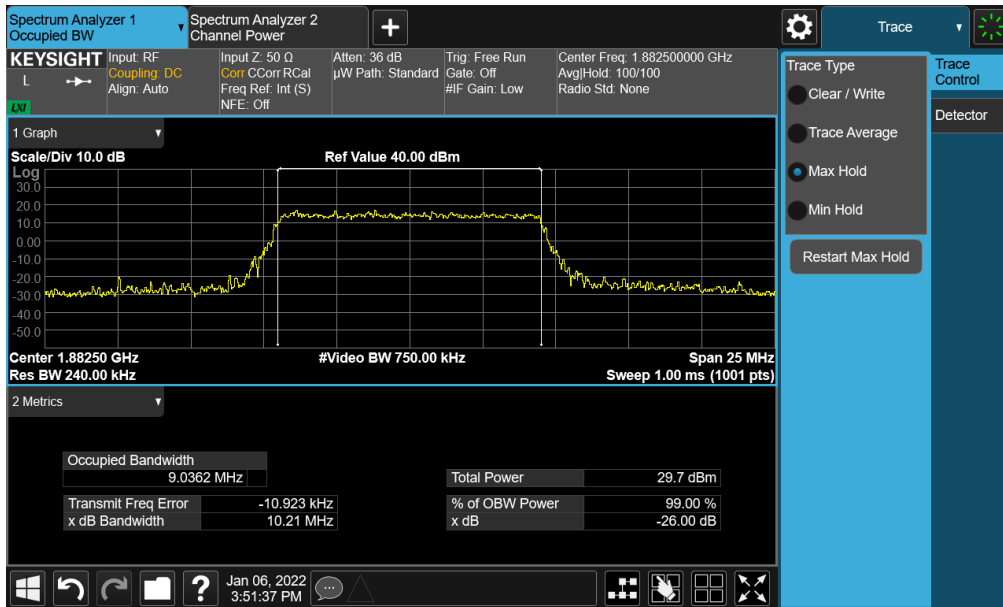 Spectrum Analyzer 1
Occupied BW
Spectrum Analyzer 2
Channel Power
+
Trace
KEYSIGHT
L
LXI
Input: RF
Coupling: DC
Align: Auto
Input Z: 50 Ω
Corr CCorr RCal
Freq Ref: Int (S)
NFE: Off
Atten: 36 dB
µW Path: Standard
Trig: Free Run
Gate: Off
#IF Gain: Low
Center Freq: 1.882500000 GHz
Avg|Hold: 100/100
Radio Std: None
Trace Type
Clear / Write
Trace Average
Max Hold
Min Hold
Restart Max Hold
Trace
Control
Detector
1 Graph
Scale/Div 10.0 dB
Ref Value 40.00 dBm
Log
30.0
20.0
10.0
0.00
-10.0
-20.0
-30.0
-40.0
-50.0
Center 1.88250 GHz
#Video BW 750.00 kHz
Span 25 MHz
Res BW 240.00 kHz
Sweep 1.00 ms (1001 pts)
2 Metrics
Occupied Bandwidth
9.0362 MHz
Total Power 29.7 dBm
Transmit Freq Error -10.923 kHz
% of OBW Power 99.00 %
x dB Bandwidth 10.21 MHz
x dB -26.00 dB
?
Jan 06, 2022
3:51:37 PM